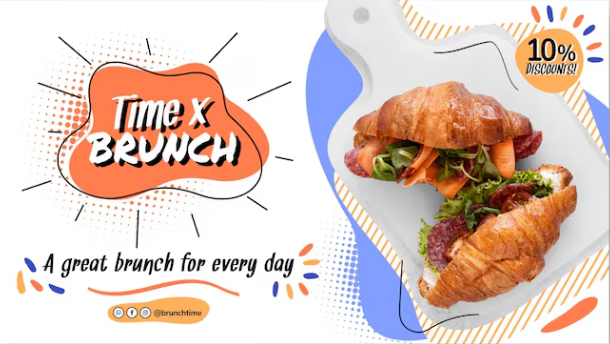 Time x
BRUNCH
A great brunch for every day
@brunchtime
10%
DISCOUNTS!